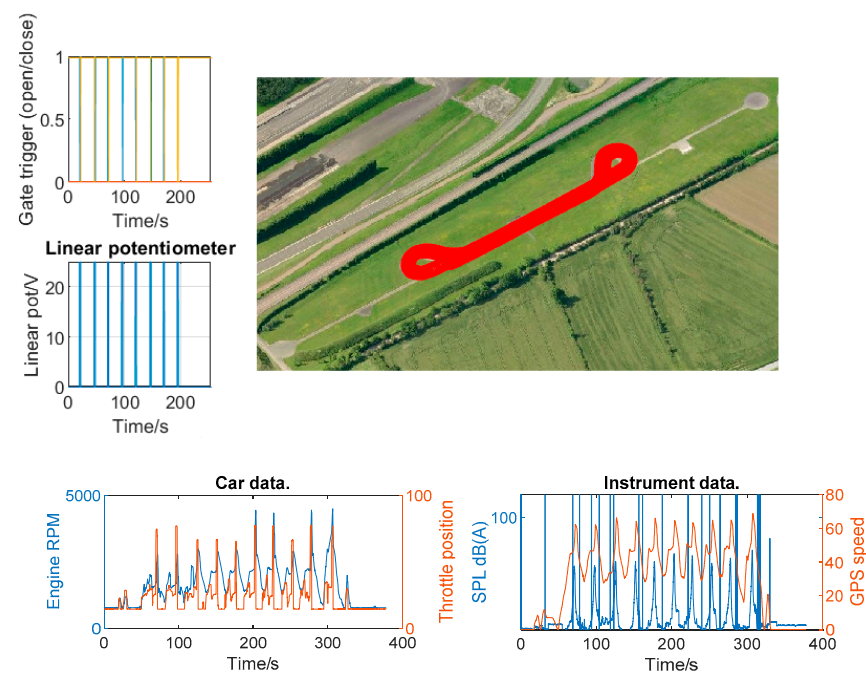 Gate trigger (open/close)
1
0.5
0
0 100 200
Time/s
Linear potentiometer
Linear pot/V
20
10
0
0 100 200
Time/s
Car data.
Engine RPM
5000
0
100
0
Throttle position
0 100 200 300 400
Time/s
Instrument data.
SPL dB(A)
100
80
60
40
20
0
GPS speed
0 100 200 300 400
Time/s